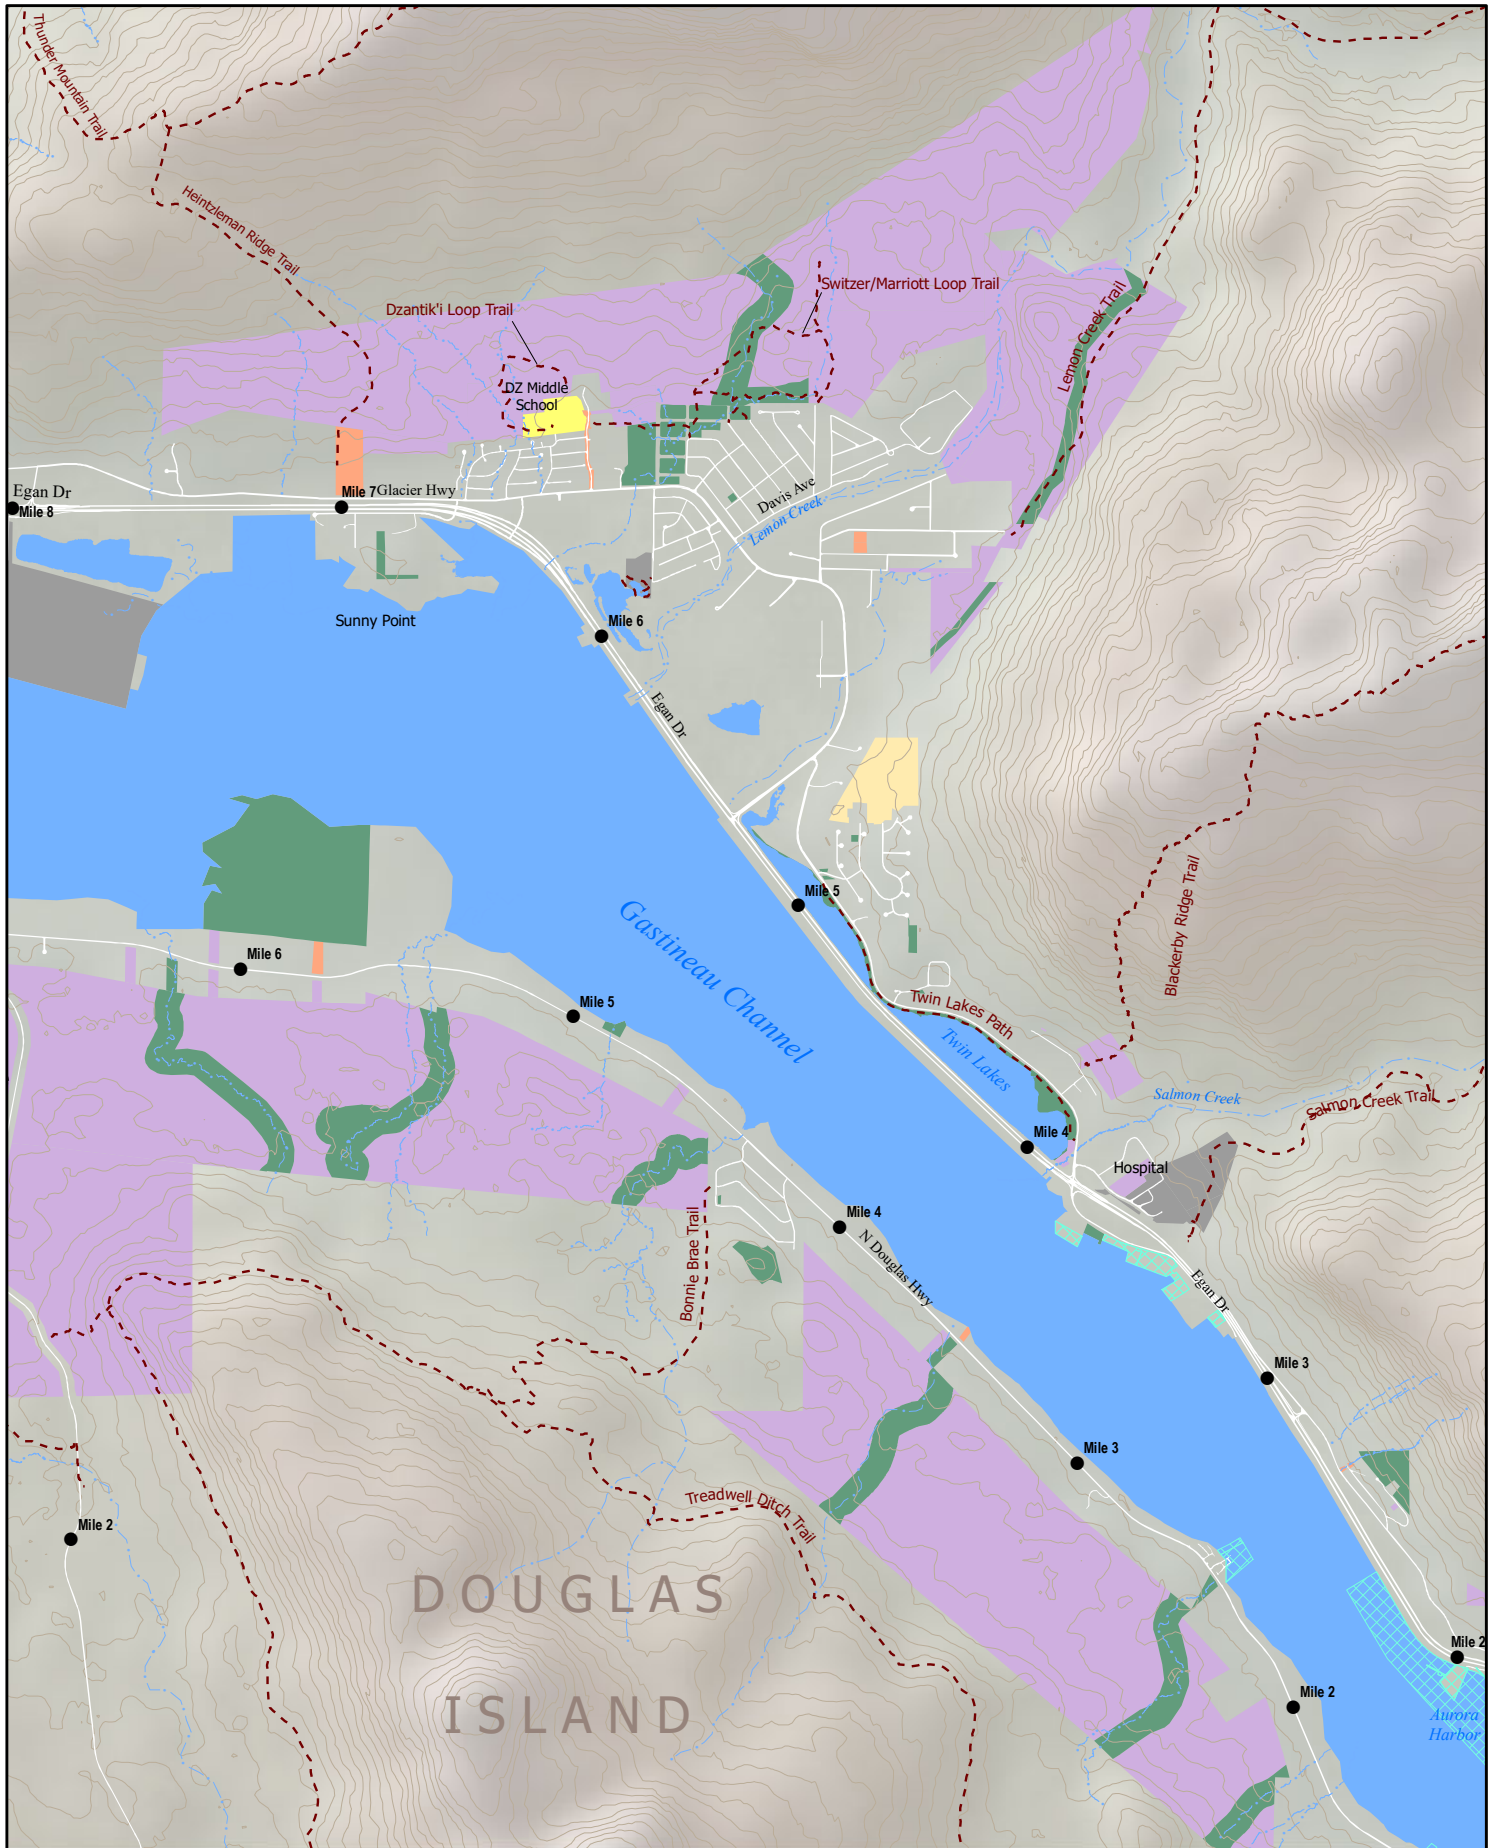 Thunder Mountain Trail
Heintzleman Ridge Trail
Dzantik'i Loop Trail
Switzer/Marriott Loop Trail
Lemon Creek Trail
DZ Middle
School
Egan Dr
Mile 8
Mile 7
Glacier Hwy
Davis Ave
Lemon Creek
Sunny Point
Mile 6
Egan Dr
Mile 5
Blackerby Ridge Trail
Gastineau Channel
Mile 6
Mile 5
Twin Lakes Path
Twin Lakes
Salmon Creek
Salmon Creek Trail
Mile 4
Hospital
Mile 4
Bonnie Brae Trail
N Douglas Hwy
Egan Dr
Mile 3
Mile 3
Treadwell Ditch Trail
Mile 2
DOUGLAS
ISLAND
Mile 2
Mile 2
Aurora
Harbor